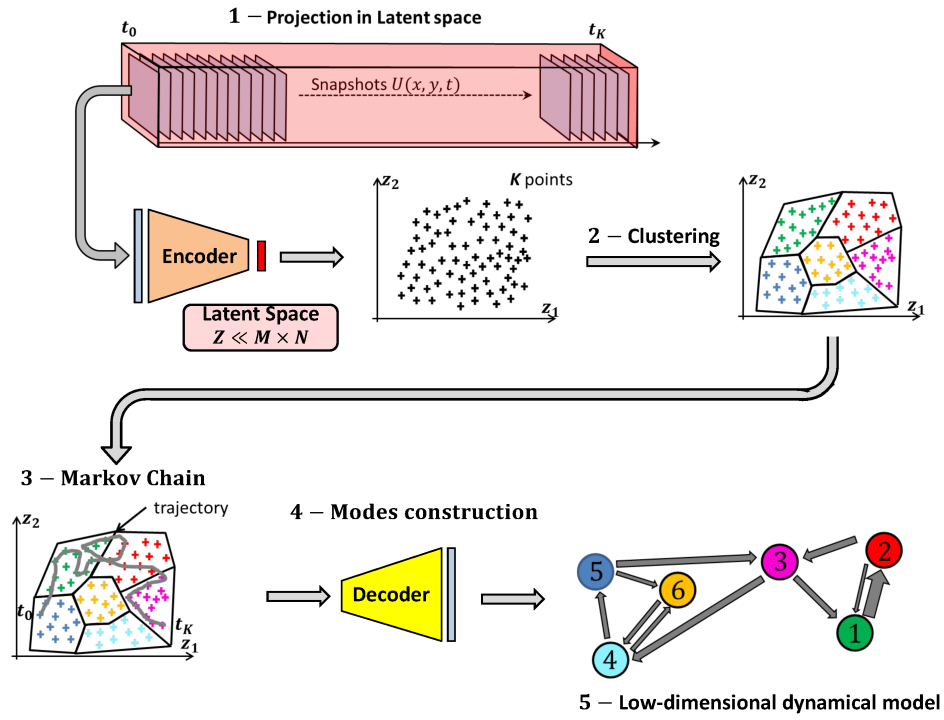 1 – Projection in Latent space
t0
tK
Snapshots U(x, y, t)
z2
K points
z2
2 – Clustering
Encoder
z1
z1
Latent Space
Z ≪ M × N
3 – Markov Chain
trajectory
4 – Modes construction
z2
t0
tK
z1
Decoder
5
6
3
2
1
4
5 – Low-dimensional dynamical model